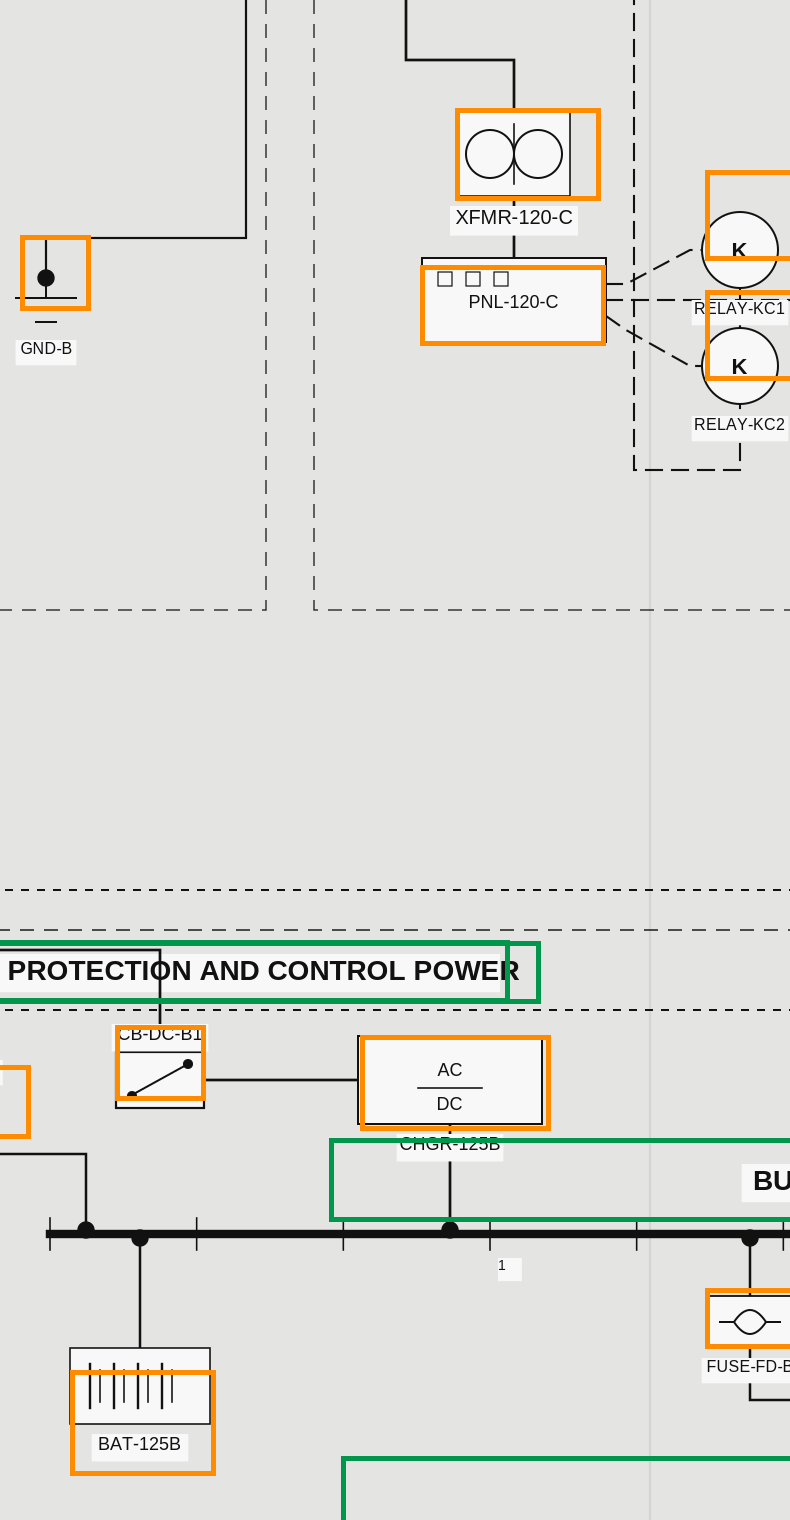 XFMR-120-C
K
PNL-120-C
RELAY-KC1
GND-B
K
RELAY-KC2
PROTECTION AND CONTROL POWER
CB-DC-B1
AC
DC
CHGR-125B
BU
1
FUSE-FD-B
BAT-125B